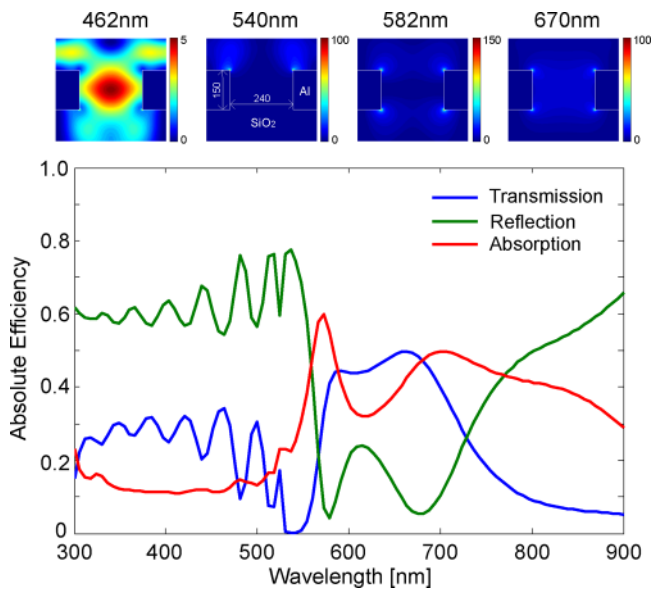 462nm 540nm 582nm 670nm
5 100 150 100
150 240 Al
SiO₂
0 0 0 0
1.0
0.8
0.6
0.4
0.2
0
Absolute Efficiency
Transmission
Reflection
Absorption
300 400 500 600 700 800 900
Wavelength [nm]